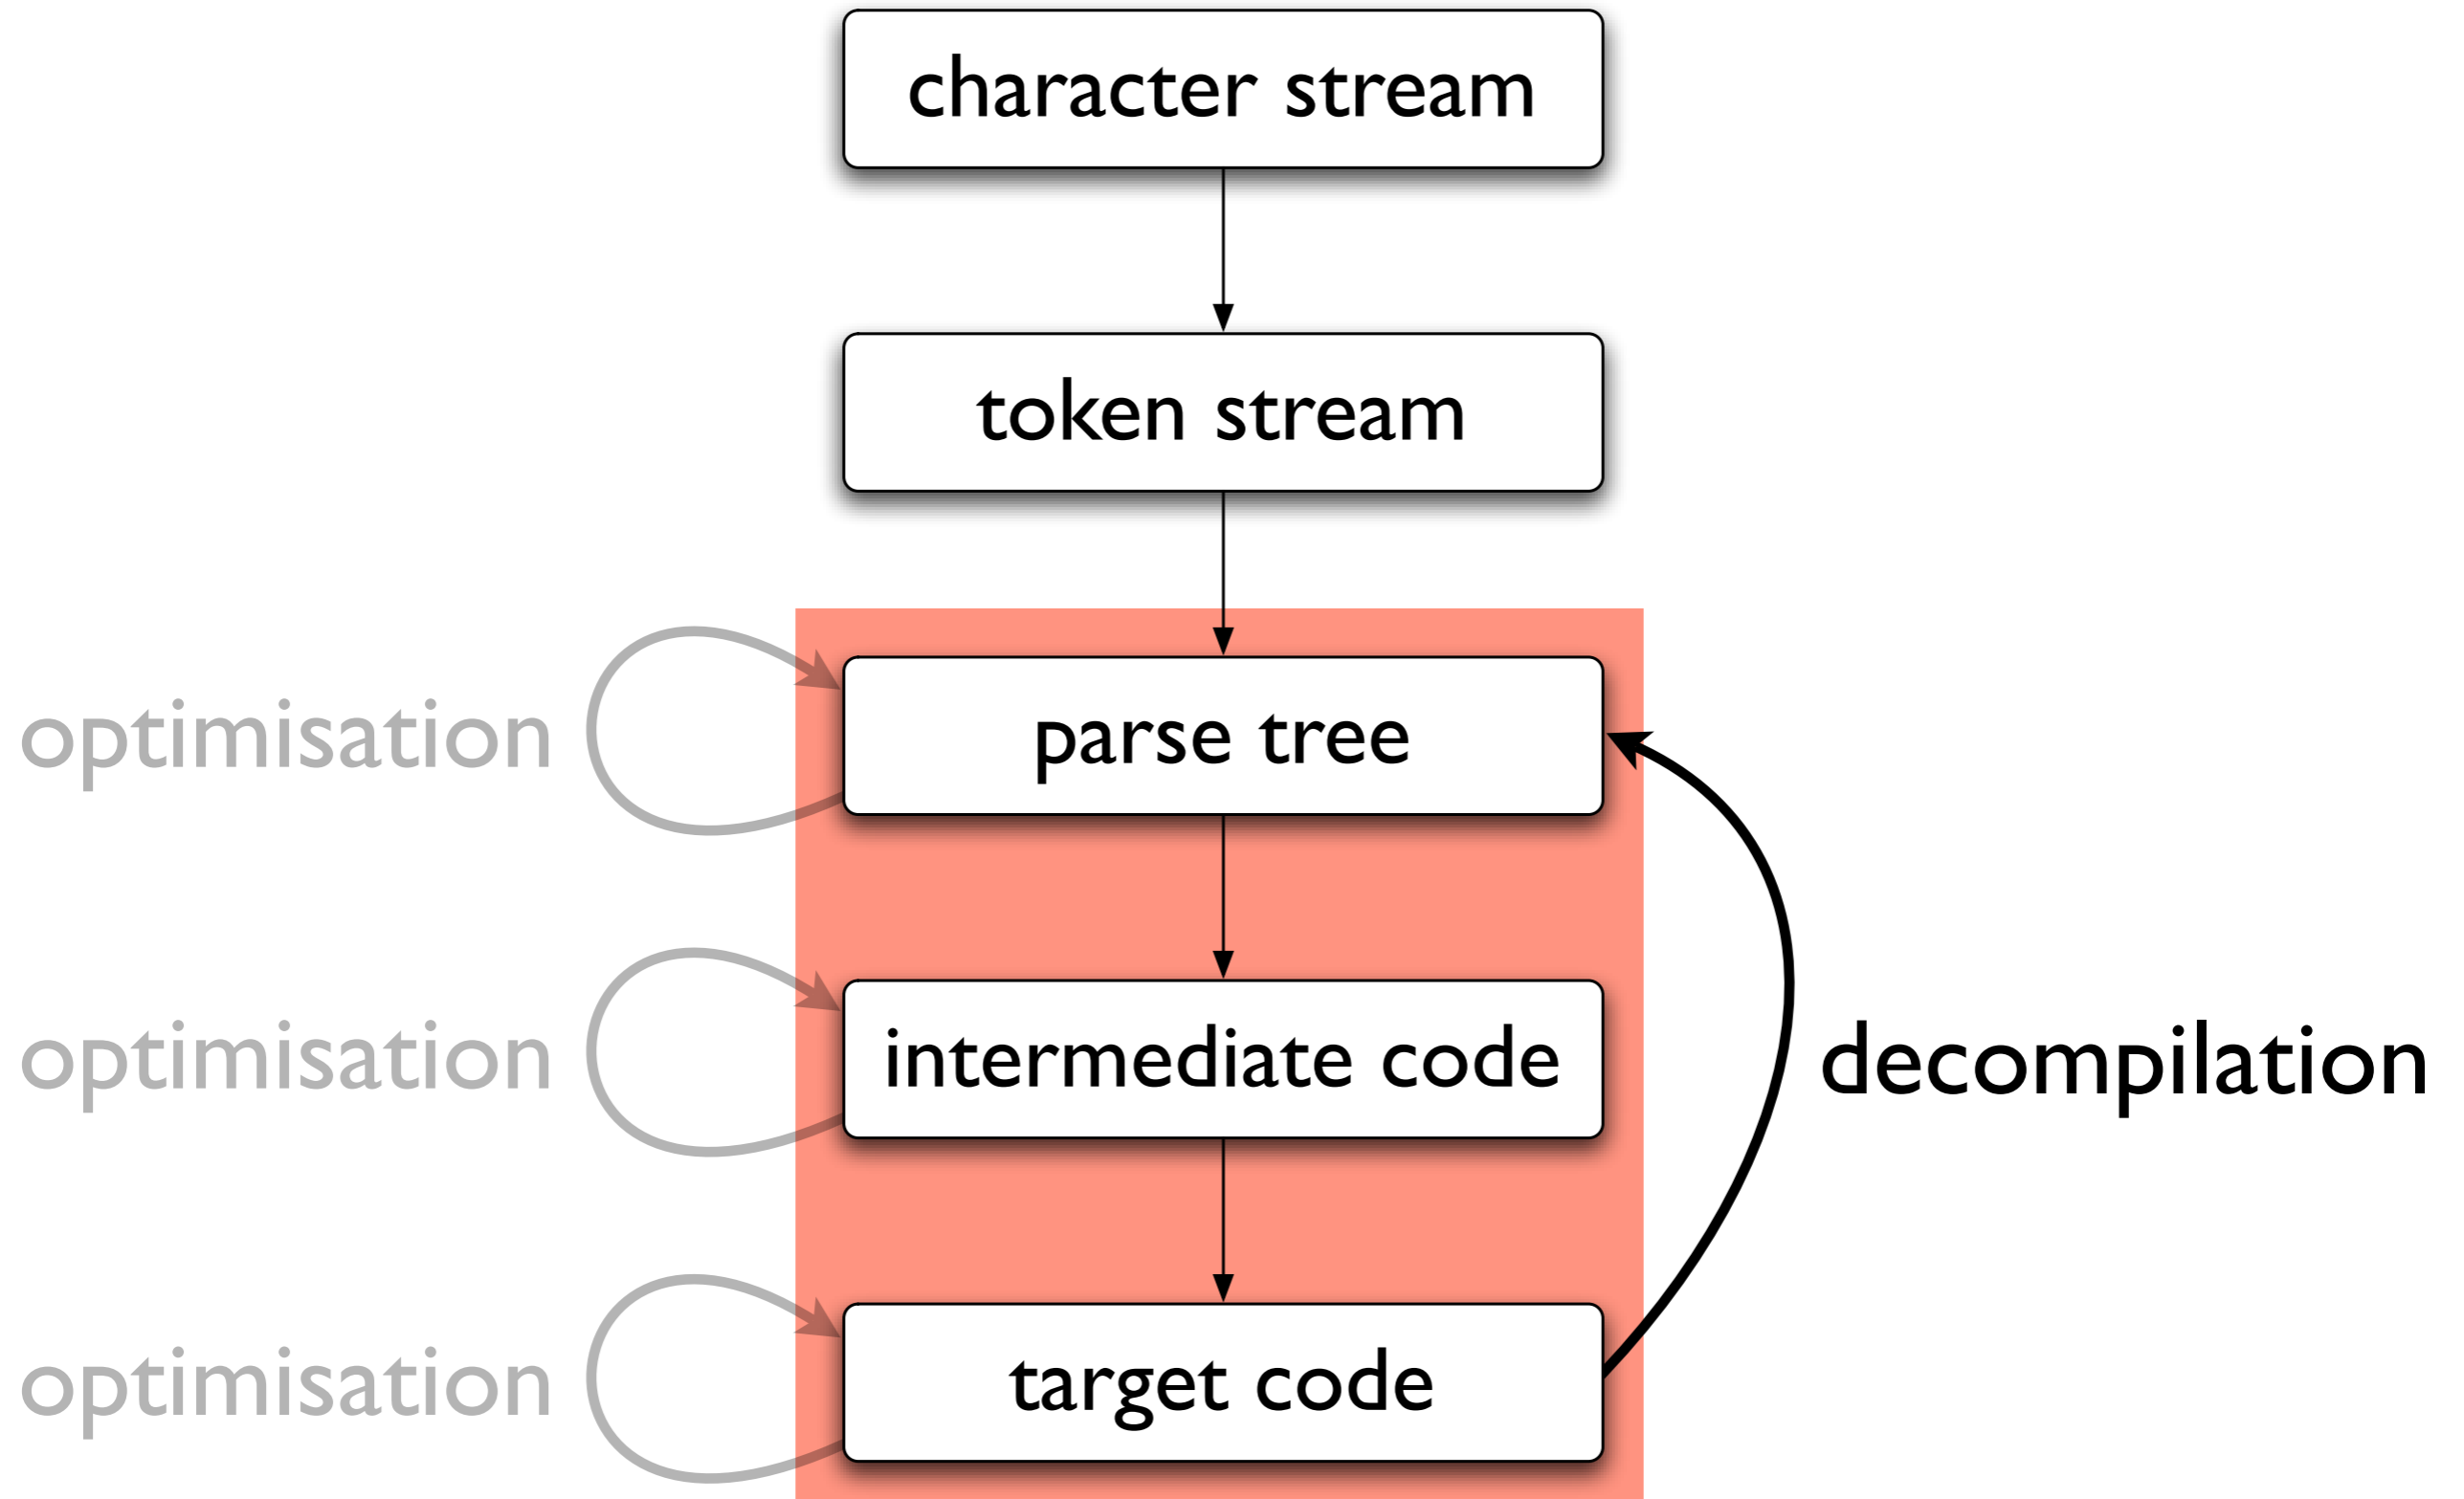 character stream
token stream
optimisation
parse tree
optimisation
intermediate code
decompilation
optimisation
target code